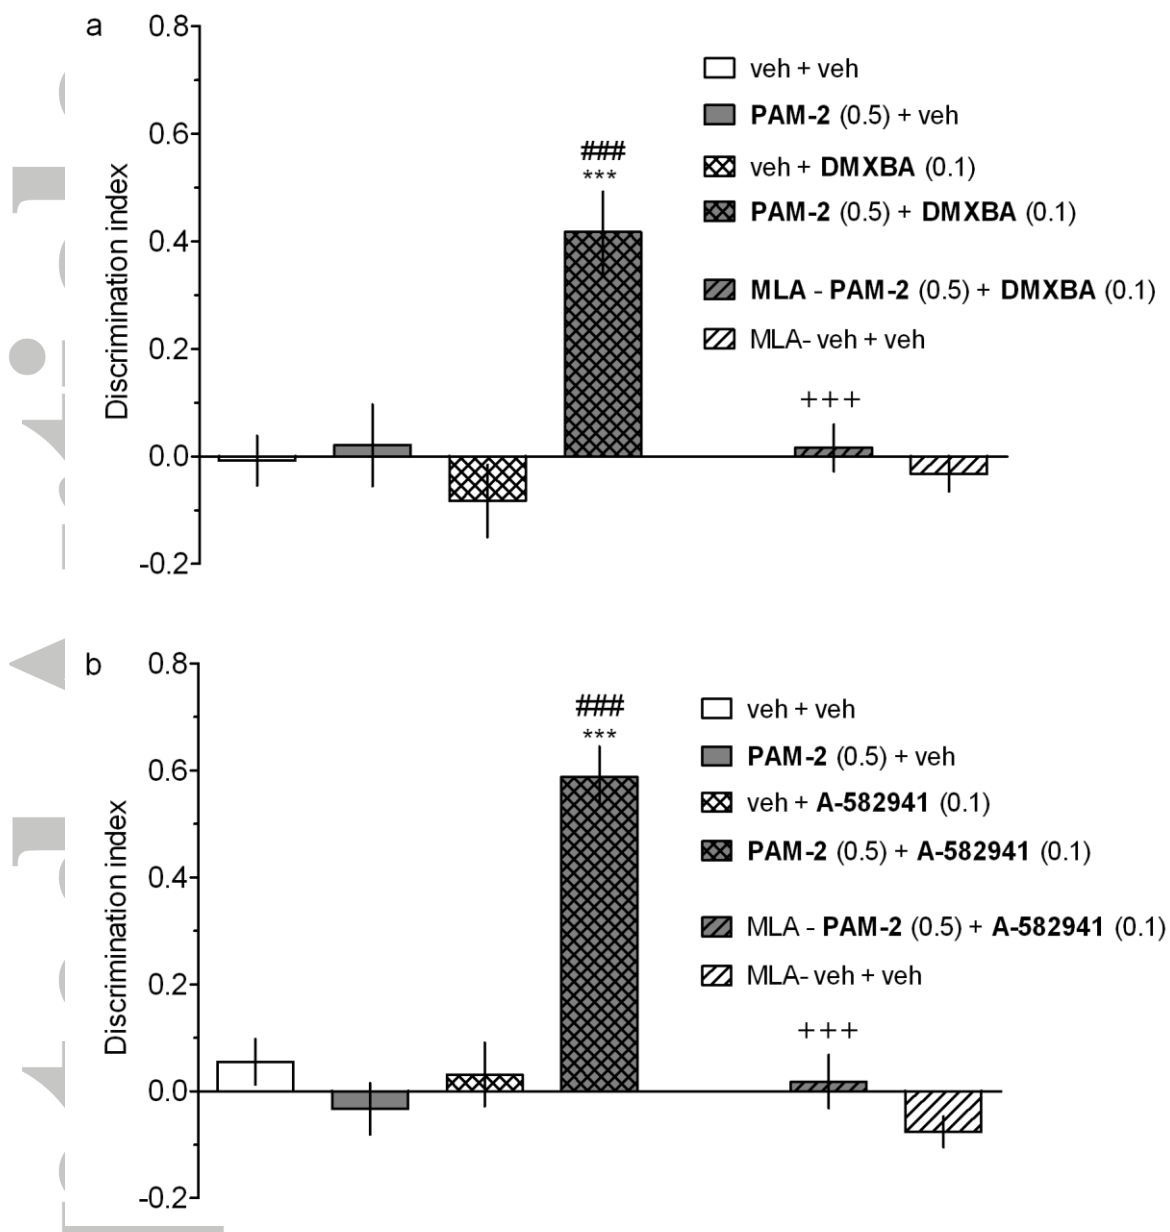 a
0.8
0.6
0.4
0.2
0.0
-0.2
Discrimination index
###
***
+++
veh + veh
PAM-2 (0.5) + veh
veh + DMXBA (0.1)
PAM-2 (0.5) + DMXBA (0.1)
MLA - PAM-2 (0.5) + DMXBA (0.1)
MLA- veh + veh
b
0.8
0.6
0.4
0.2
0.0
-0.2
Discrimination index
###
***
+++
veh + veh
PAM-2 (0.5) + veh
veh + A-582941 (0.1)
PAM-2 (0.5) + A-582941 (0.1)
MLA - PAM-2 (0.5) + A-582941 (0.1)
MLA- veh + veh